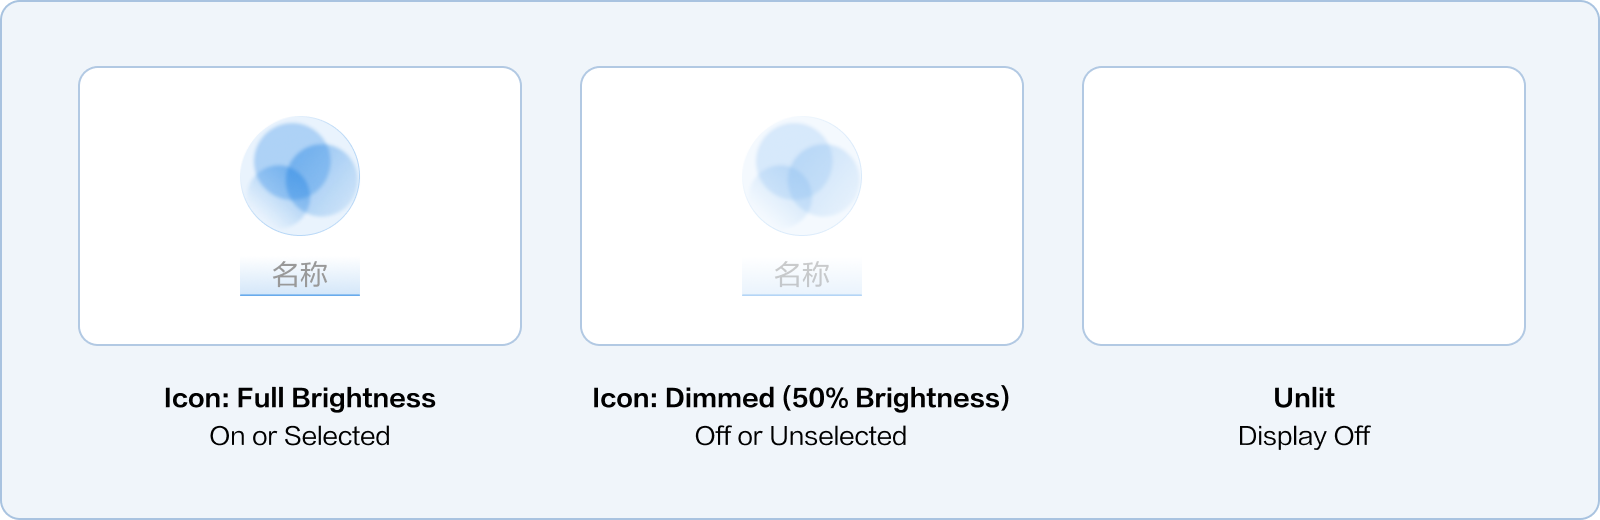 名称
名称
Icon: Full Brightness
On or Selected
Icon: Dimmed (50% Brightness)
Off or Unselected
Unlit
Display Off